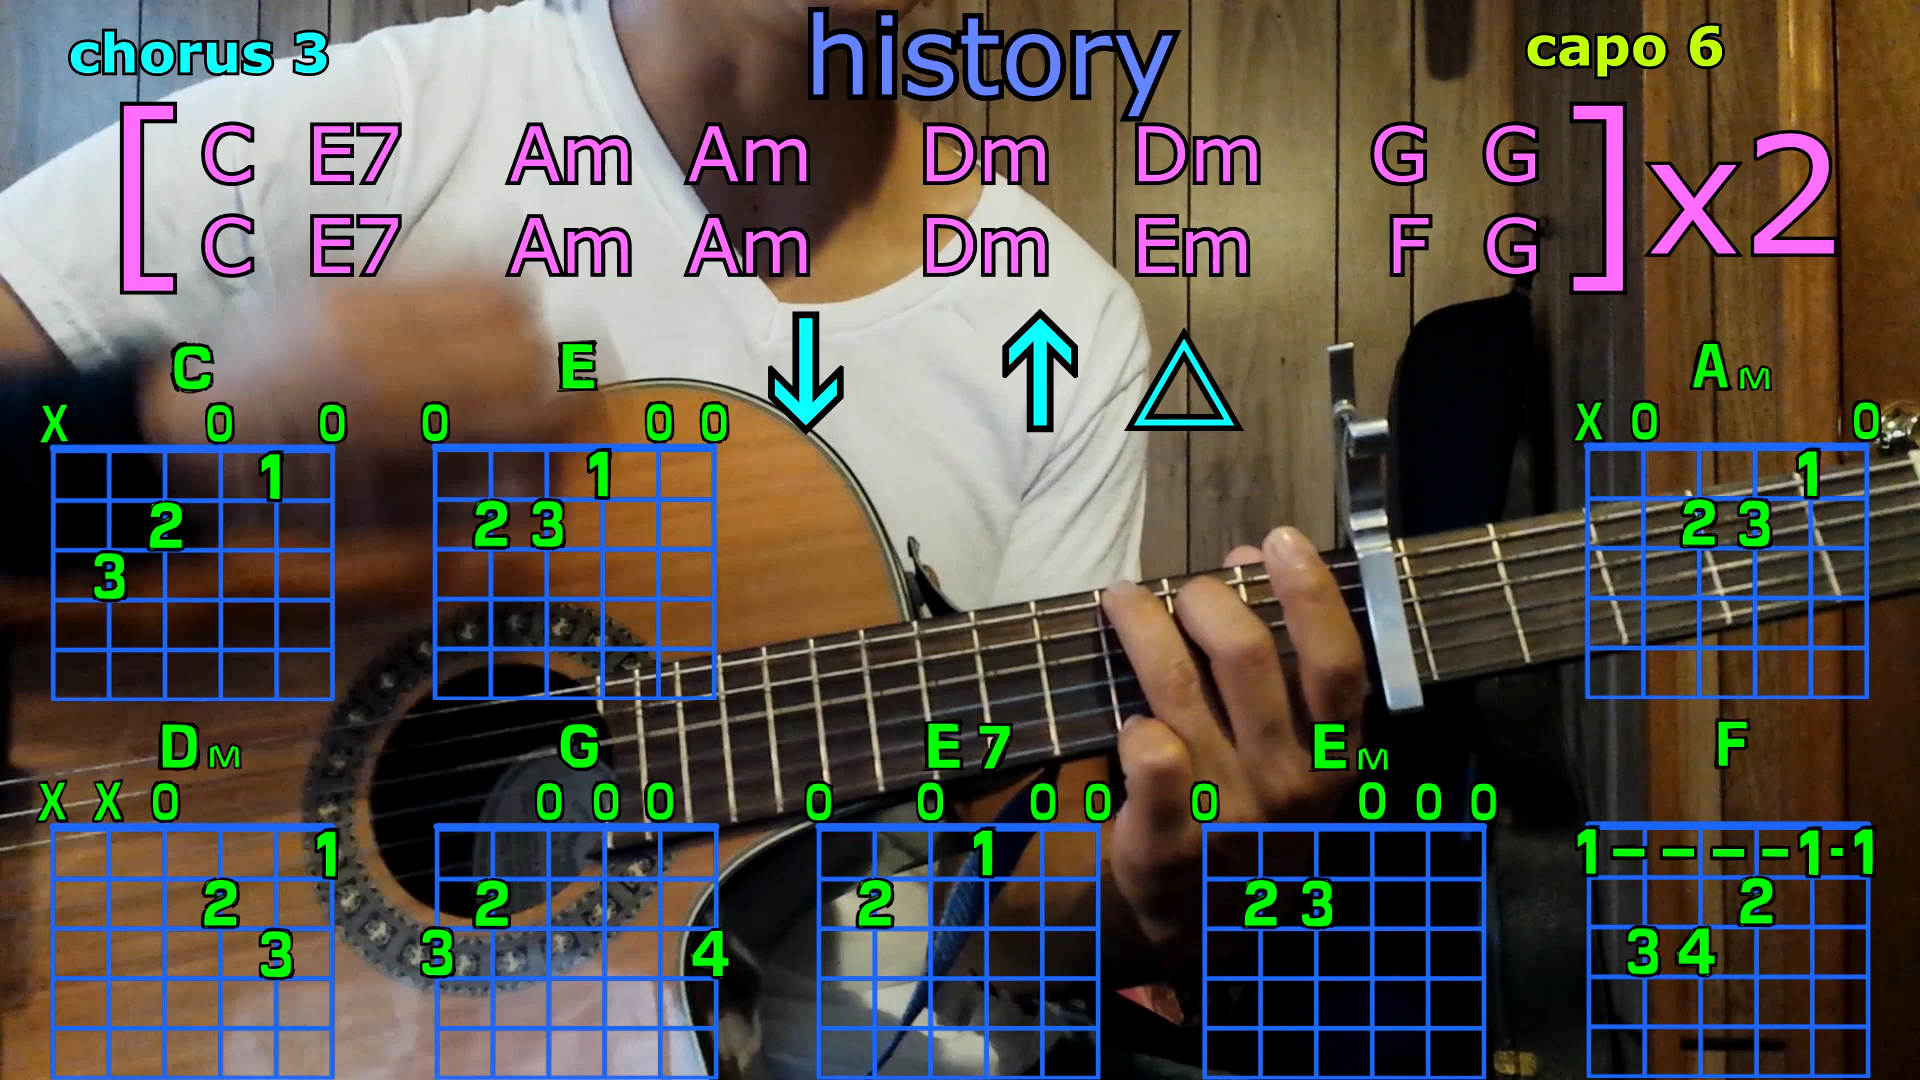 chorus 3 history capo 6
[ C E7 Am Am Dm Dm G G ] x2
C E7 Am Am Dm Em F G
C E Am
X 0 0 0 0 0 X 0 0
1 1 1
2 2 3 2 3
3
Dm G E7 Em F
X X 0 0 0 0 0 0 0 0 0 0 0 0
1 1 1----1-1
2 2 2 2 3 2
3 3 4 3 4